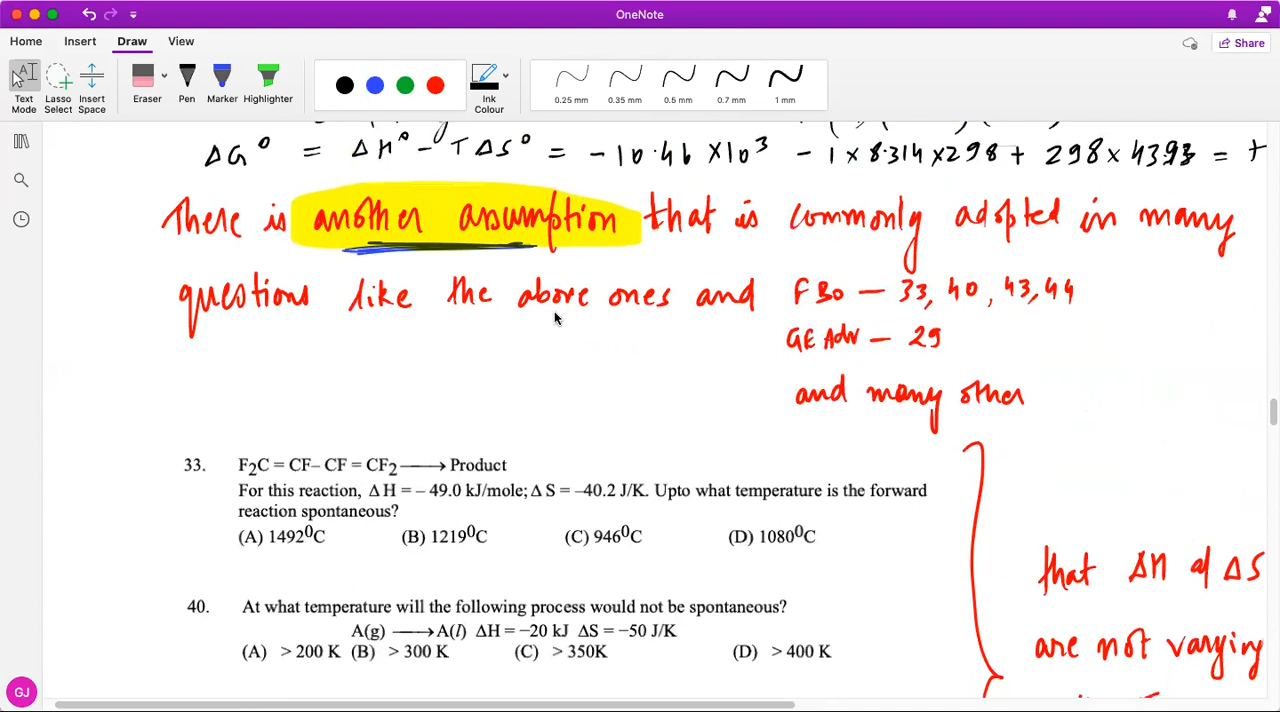 OneNote
Home Insert Draw View
Share
Text Mode
Lasso Select
Insert Space
Eraser
Pen
Marker
Highlighter
Ink Colour
0.25 mm 0.35 mm 0.5 mm 0.7 mm 1 mm
ΔG° = ΔH° - TΔS° = -10.46 × 10³ - 1 × 8.314 × 298 + 298 × 43.93 = +
There is another assumption that is commonly adopted in many
questions like the above ones and FBO - 33, 40, 43, 44
GE Adv - 29
and many other
33. F₂C = CF– CF = CF₂ ⟶ Product
For this reaction, Δ H = – 49.0 kJ/mole; Δ S = –40.2 J/K. Upto what temperature is the forward
reaction spontaneous?
(A) 1492⁰C (B) 1219⁰C (C) 946⁰C (D) 1080⁰C
that ΔH & ΔS
40. At what temperature will the following process would not be spontaneous?
A(g) ⟶ A(l) ΔH = –20 kJ ΔS = –50 J/K
are not varying
(A) > 200 K (B) > 300 K (C) > 350K (D) > 400 K
GJ